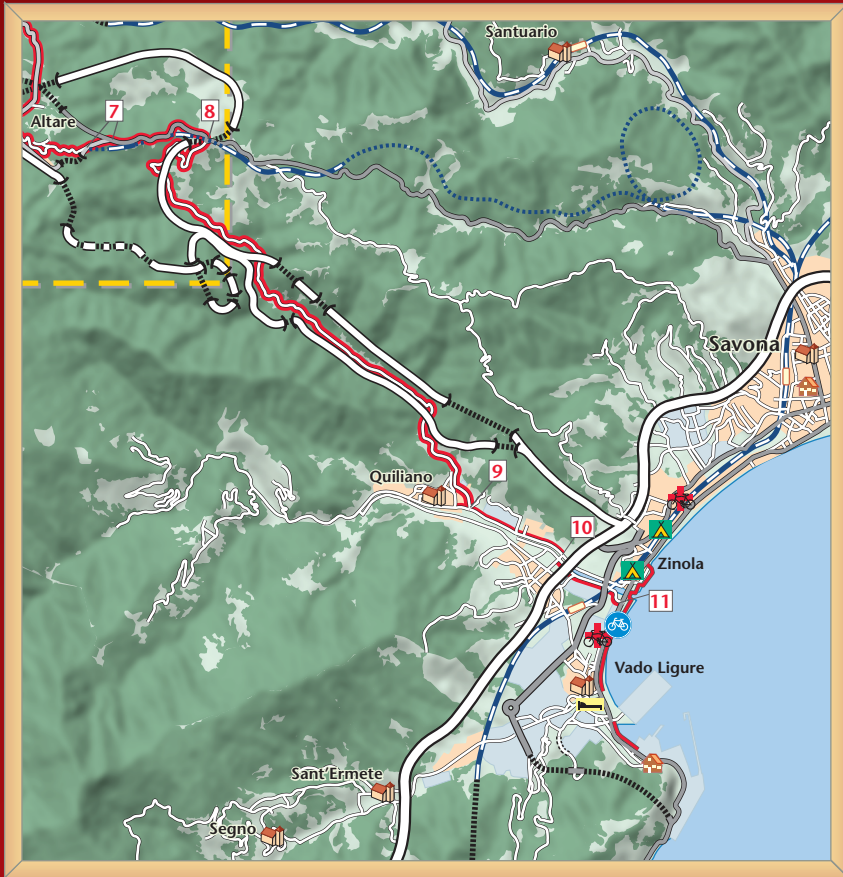 Santuario
7
8
Altare
Savona
9
Quiliano
10
Zinola
11
Vado Ligure
Sant'Ermete
Segno